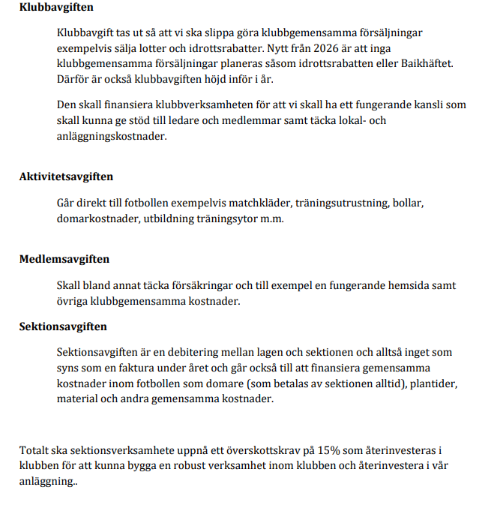 Klubbavgiften
Klubbavgift tas ut så att vi ska slippa göra klubbgemensamma försäljningar
exempelvis sälja lotter och idrottsrabatter. Nytt från 2026 är att inga
klubbgemensamma försäljningar planeras såsom idrottsrabatten eller Baikhäftet.
Därför är också klubbavgiften höjd inför i år.
Den skall finansiera klubbverksamheten för att vi skall ha ett fungerande kansli som
skall kunna ge stöd till ledare och medlemmar samt täcka lokal- och
anläggningskostnader.
Aktivitetsavgiften
Går direkt till fotbollen exempelvis matchkläder, träningsutrustning, bollar,
domarkostnader, utbildning träningsytor m.m.
Medlemsavgiften
Skall bland annat täcka försäkringar och till exempel en fungerande hemsida samt
övriga klubbgemensamma kostnader.
Sektionsavgiften
Sektionsavgiften är en debitering mellan lagen och sektionen och alltså inget som
syns som en faktura under året och går också till att finansiera gemensamma
kostnader inom fotbollen som domare (som betalas av sektionen alltid), plantider,
material och andra gemensamma kostnader.
Totalt ska sektionsverksamhete uppnå ett överskottskrav på 15% som återinvesteras i
klubben för att kunna bygga en robust verksamhet inom klubben och återinvestera i vår
anläggning..